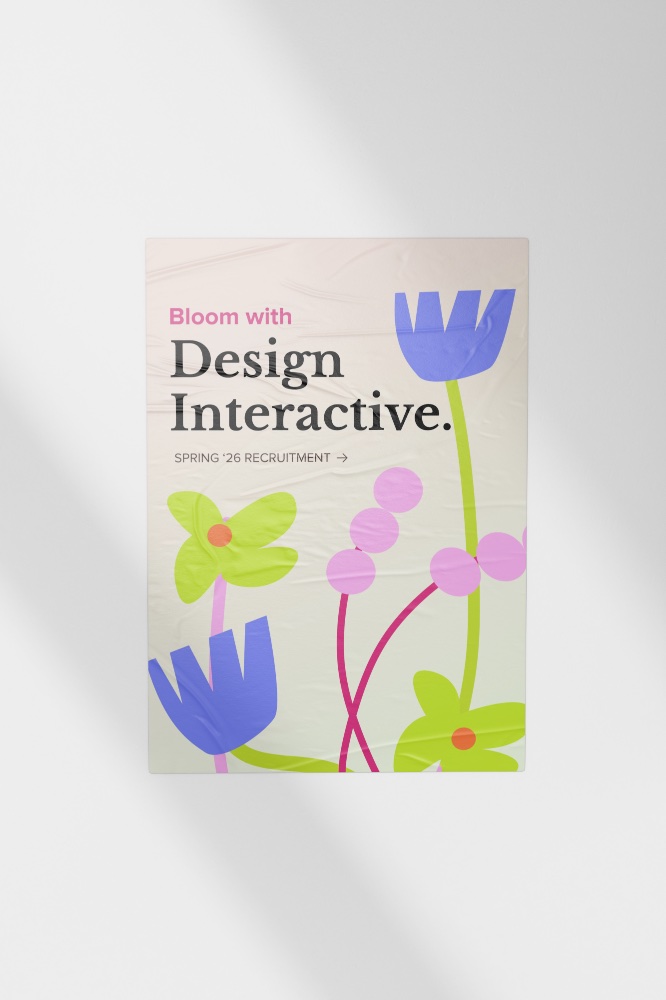 Bloom with
Design
Interactive.
SPRING ‘26 RECRUITMENT →